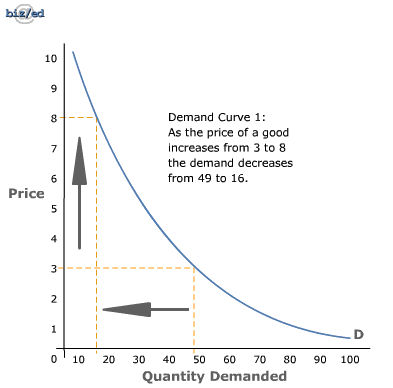 biz/ed
10
9
8
7
6
5
4
3
2
1
Price
Demand Curve 1:
As the price of a good
increases from 3 to 8
the demand decreases
from 49 to 16.
D
0 10 20 30 40 50 60 70 80 90 100
Quantity Demanded